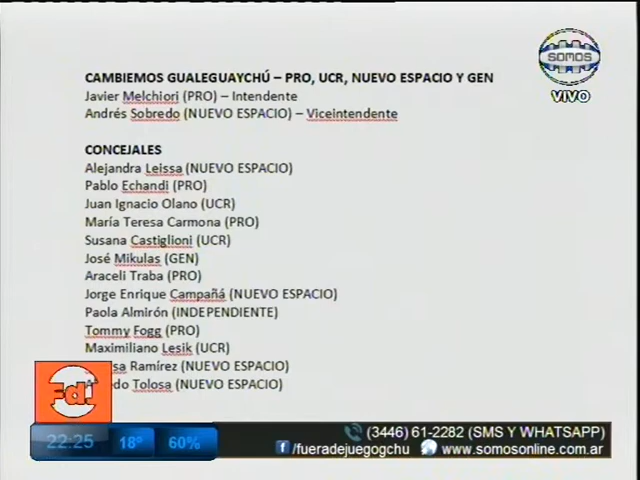 CAMBIEMOS GUALEGUAYCHÚ – PRO, UCR, NUEVO ESPACIO Y GEN
Javier Melchiori (PRO) – Intendente
Andrés Sobredo (NUEVO ESPACIO) – Viceintendente
CONCEJALES
Alejandra Leissa (NUEVO ESPACIO)
Pablo Echandi (PRO)
Juan Ignacio Olano (UCR)
María Teresa Carmona (PRO)
Susana Castiglioni (UCR)
José Mikulas (GEN)
Araceli Traba (PRO)
Jorge Enrique Campañá (NUEVO ESPACIO)
Paola Almirón (INDEPENDIENTE)
Tommy Fogg (PRO)
Maximiliano Lesik (UCR)
Ramírez (NUEVO ESPACIO)
Tolosa (NUEVO ESPACIO)
SOMOS
VIVO
Fdj
22:25 18º 60%
(3446) 61-2282 (SMS Y WHATSAPP)
f /fueradejuegogchu www.somosonline.com.ar